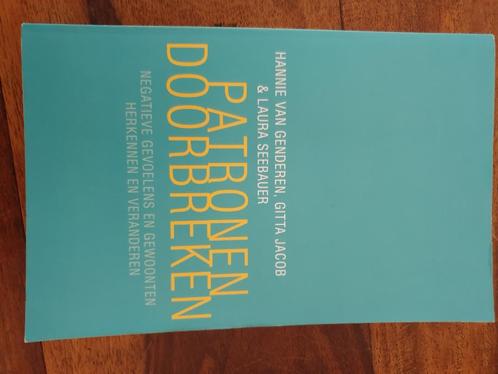 HANNIE VAN GENDEREN, GITTA JACOB
& LAURA SEEBAUER
PATRONEN
DOORBREKEN
NEGATIEVE GEVOELENS EN GEWOONTEN
HERKENNEN EN VERANDEREN